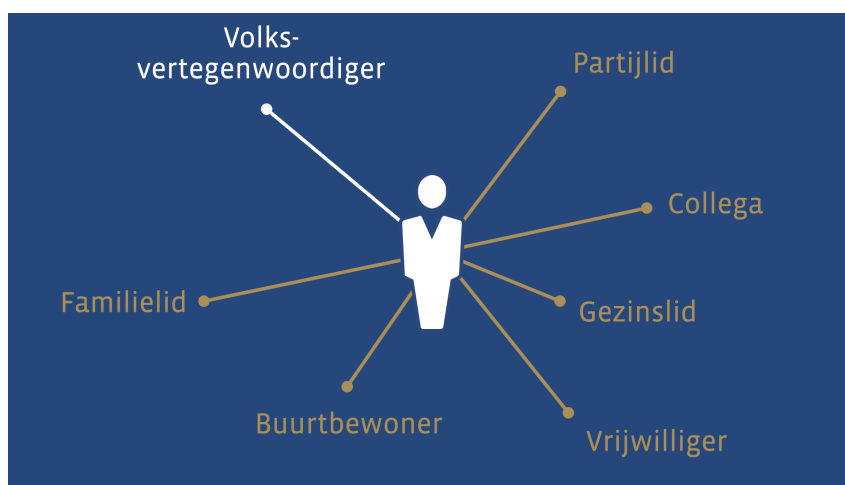 Volks-
vertegenwoordiger
Partijlid
Collega
Familielid
Gezinslid
Buurtbewoner
Vrijwilliger